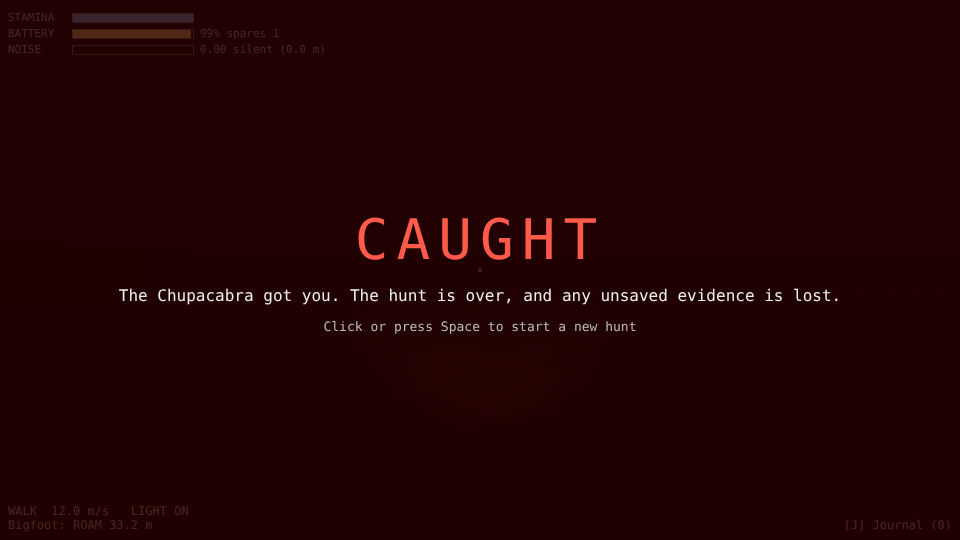 STAMINA
BATTERY 99% spares 1
NOISE 0.00 silent (0.0 m)
CAUGHT
The Chupacabra got you. The hunt is over, and any unsaved evidence is lost.
Click or press Space to start a new hunt
WALK 12.0 m/s LIGHT ON
Bigfoot: ROAM 33.2 m
[J] Journal (0)